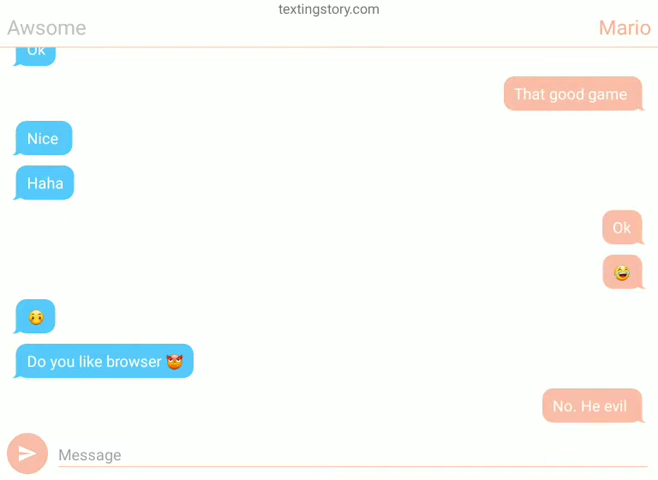 textingstory.com
Awsome
Mario
Ok
That good game
Nice
Haha
Ok
Do you like browser
No. He evil
Message